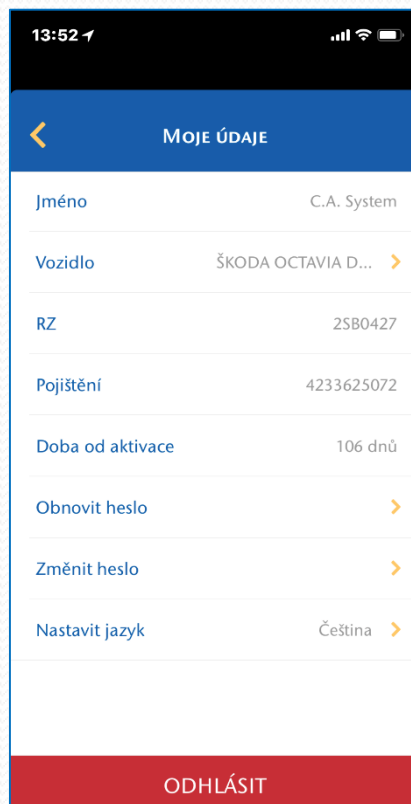 13:52
Moje údaje
Jméno C.A. System
Vozidlo ŠKODA OCTAVIA D...
RZ 2SB0427
Pojištění 4233625072
Doba od aktivace 106 dnů
Obnovit heslo
Změnit heslo
Nastavit jazyk Čeština
ODHLÁSIT